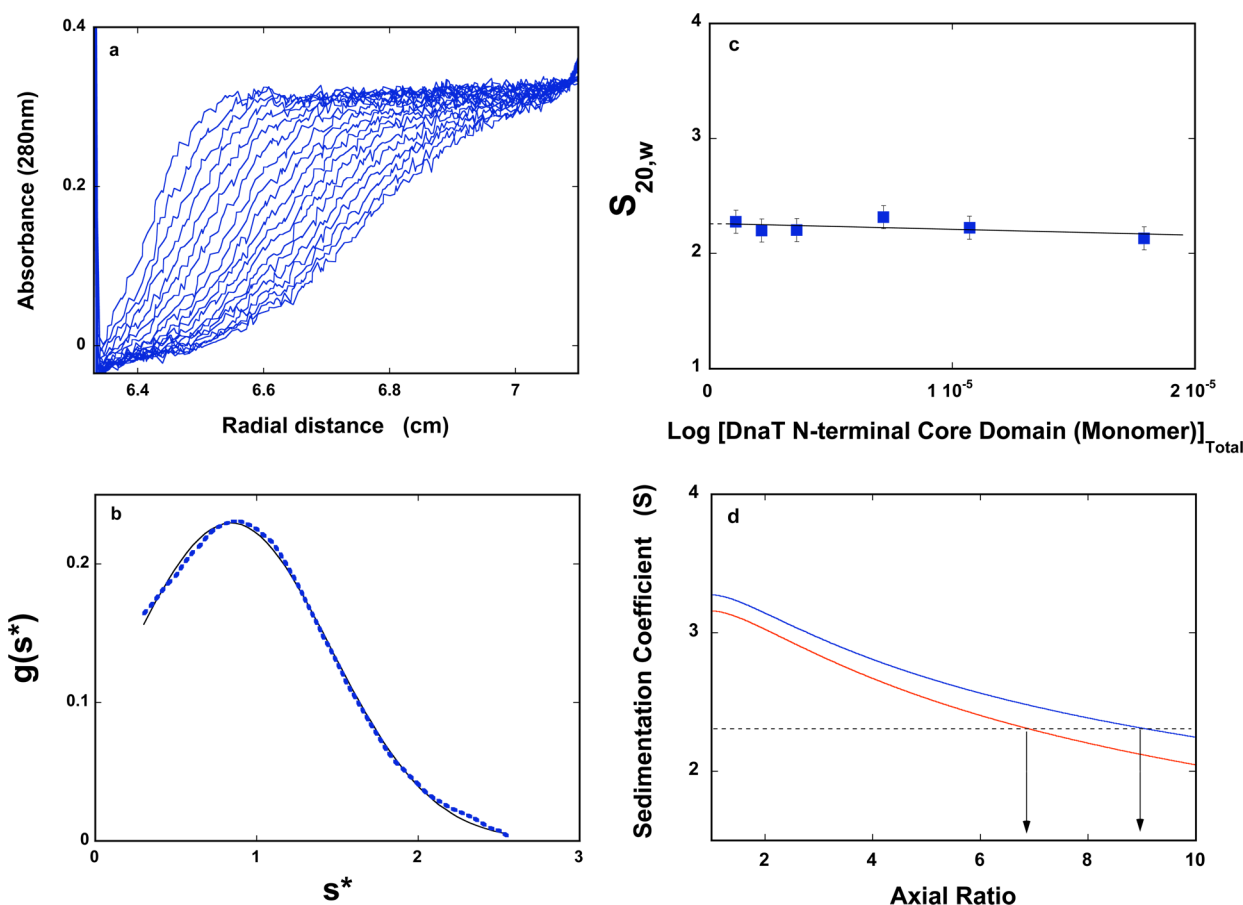 a
0.4
0.2
0
Absorbance (280nm)
6.4 6.6 6.8 7
Radial distance (cm)
b
0.2
0.1
0
g(s*)
0 1 2 3
s*
c
4
3
2
1
S20,w
0 1 10-5 2 10-5
Log [DnaT N-terminal Core Domain (Monomer)]Total
d
4
3
2
Sedimentation Coefficient (S)
2 4 6 8 10
Axial Ratio